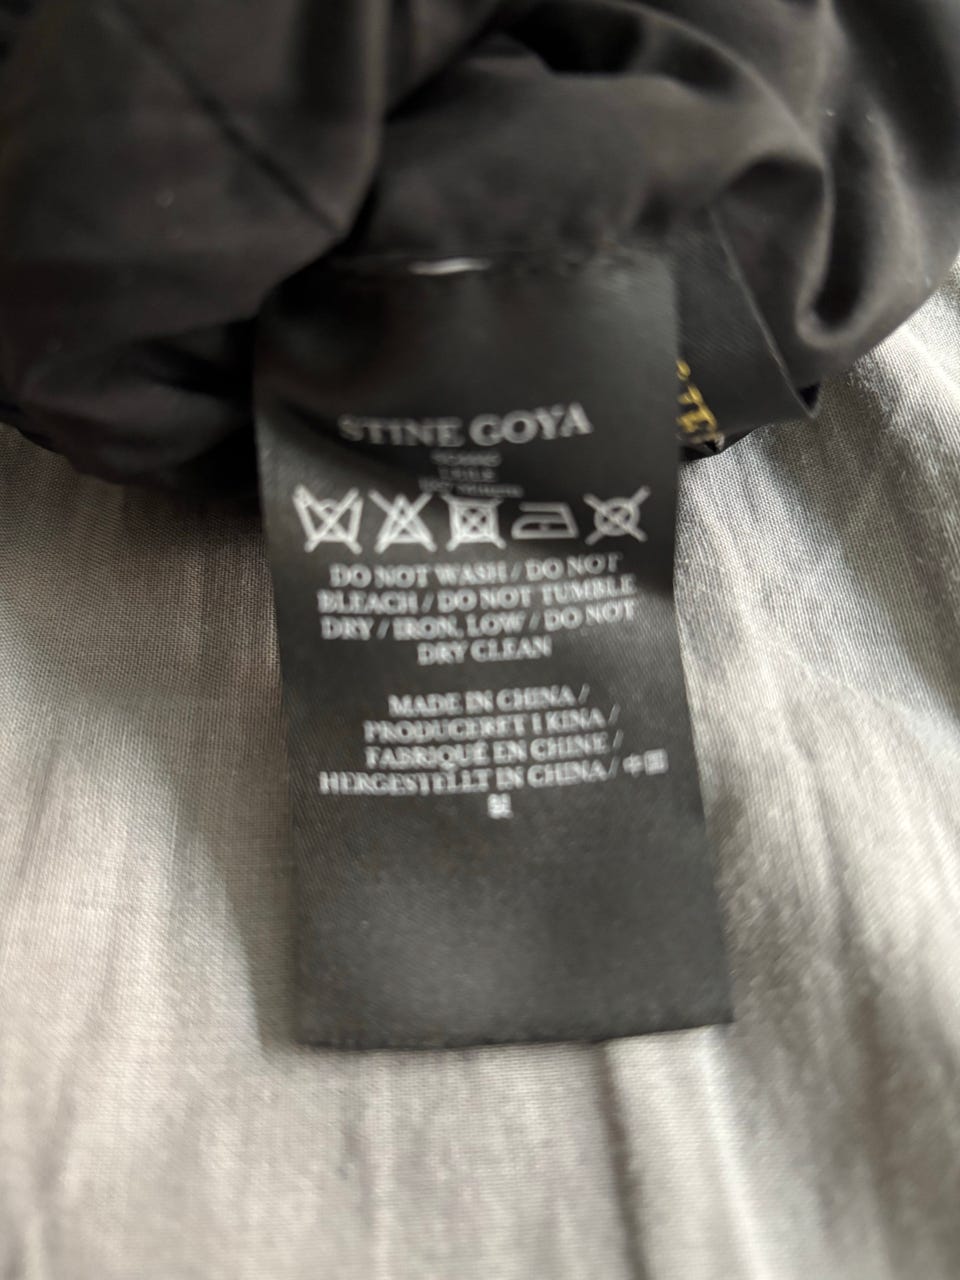 STINE GOYA
DO NOT WASH / DO NOT
BLEACH / DO NOT TUMBLE
DRY / IRON, LOW / DO NOT
DRY CLEAN
MADE IN CHINA /
PRODUCERET I KINA /
FABRIQUÉ EN CHINE /
HERGESTELLT IN CHINA / 中国
製